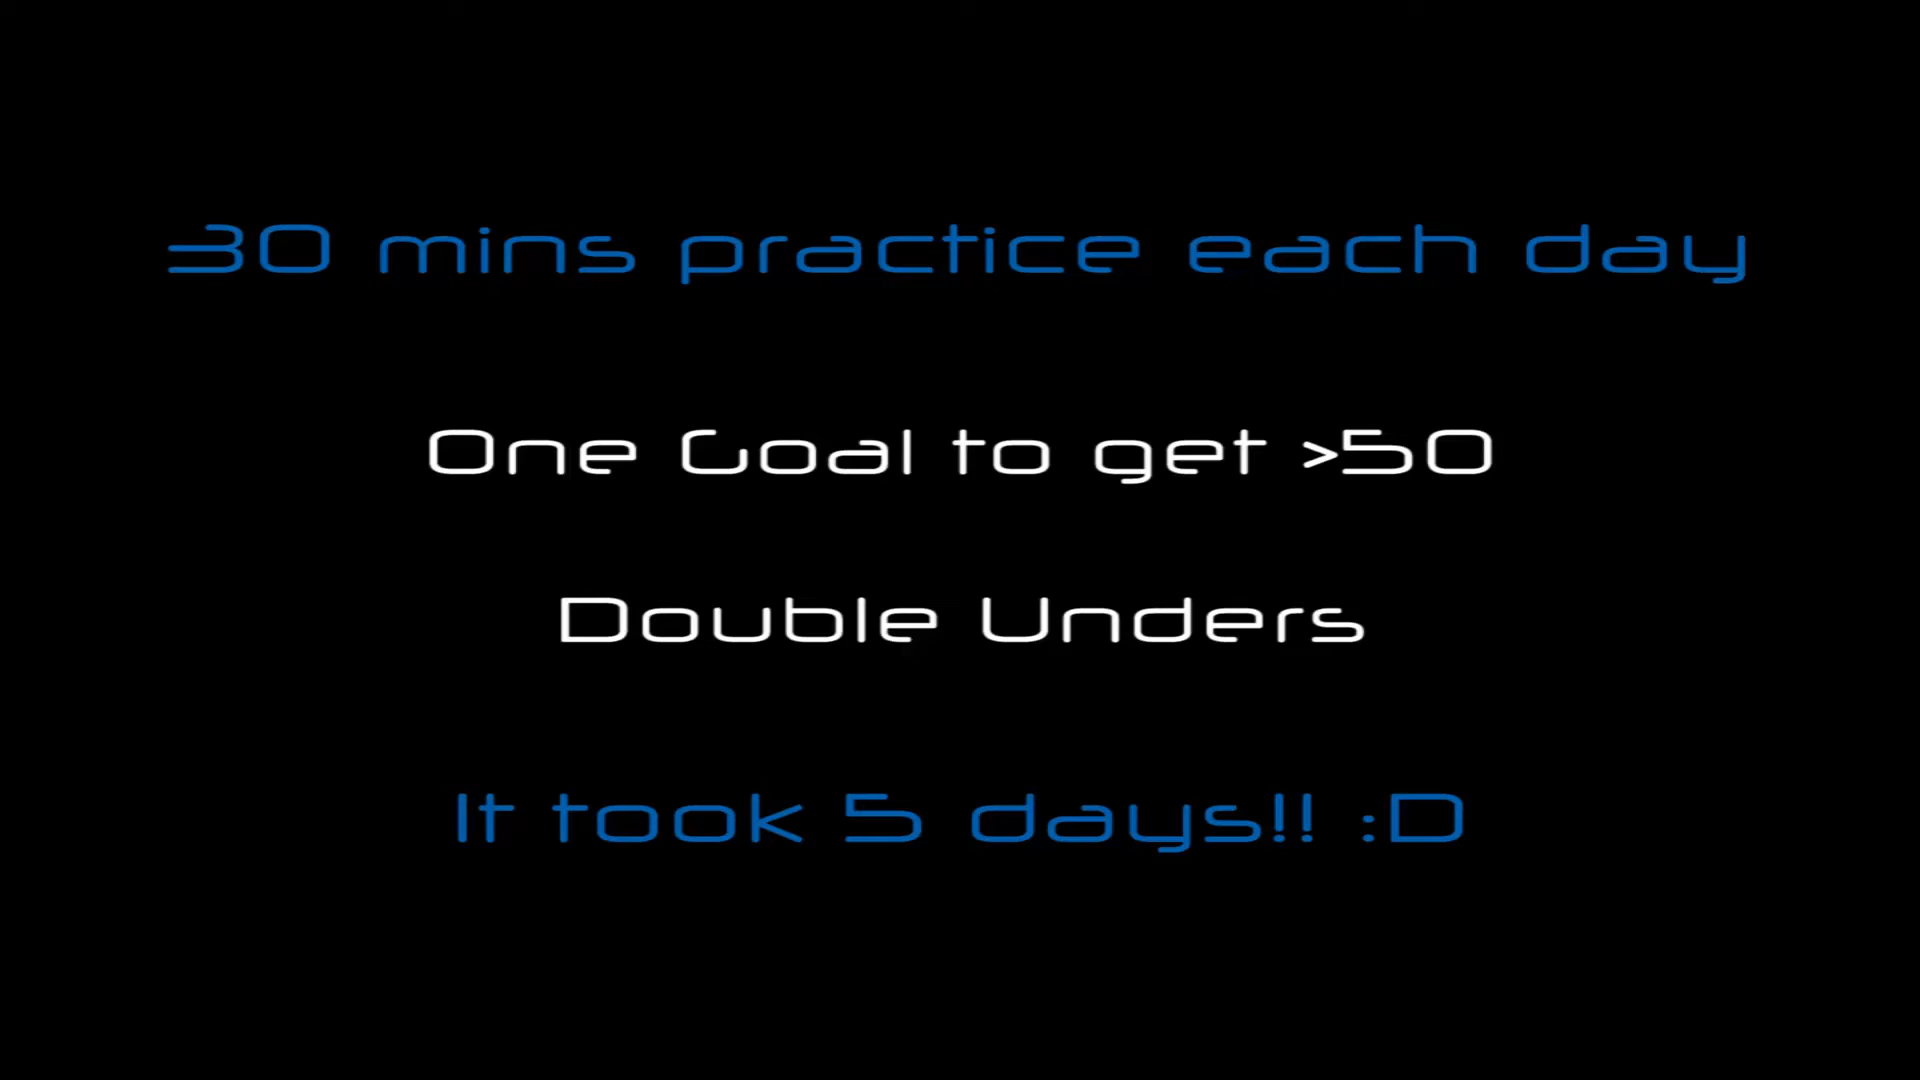 30 mins practice each day
One Goal to get >50
Double Unders
It took 5 days!! :D